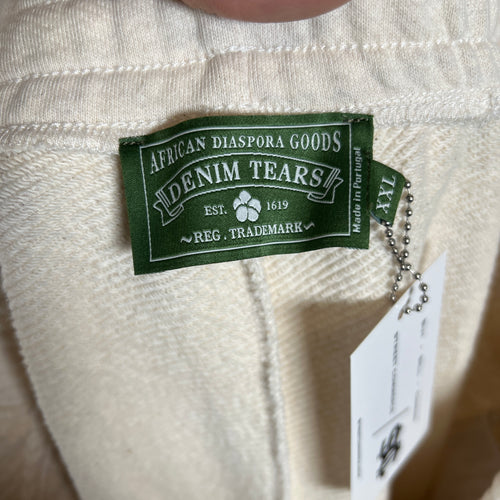 AFRICAN DIASPORA GOODS
DENIM TEARS
EST. 1619
~REG. TRADEMARK~
Made in Portugal
XXL